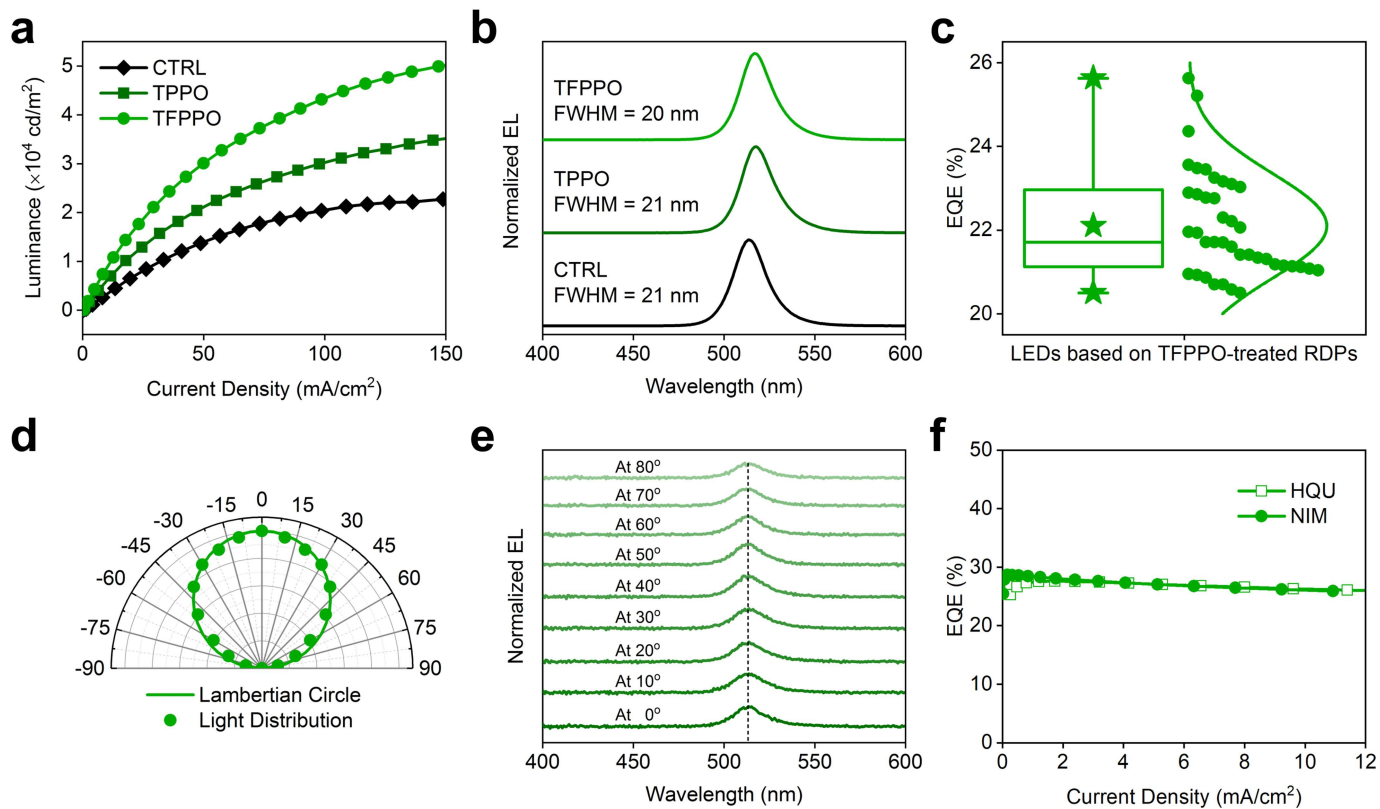 a
Luminance (×10⁴ cd/m²)
5
4
3
2
1
0
CTRL
TPPO
TFPPO
0 50 100 150
Current Density (mA/cm²)
b
Normalized EL
TFPPO
FWHM = 20 nm
TPPO
FWHM = 21 nm
CTRL
FWHM = 21 nm
400 450 500 550 600
Wavelength (nm)
c
EQE (%)
26
24
22
20
LEDs based on TFPPO-treated RDPs
d
-90 -75 -60 -45 -30 -15 0 15 30 45 60 75 90
Lambertian Circle
Light Distribution
e
Normalized EL
At 80°
At 70°
At 60°
At 50°
At 40°
At 30°
At 20°
At 10°
At 0°
400 450 500 550 600
Wavelength (nm)
f
EQE (%)
50
40
30
20
10
0
HQU
NIM
0 2 4 6 8 10 12
Current Density (mA/cm²)